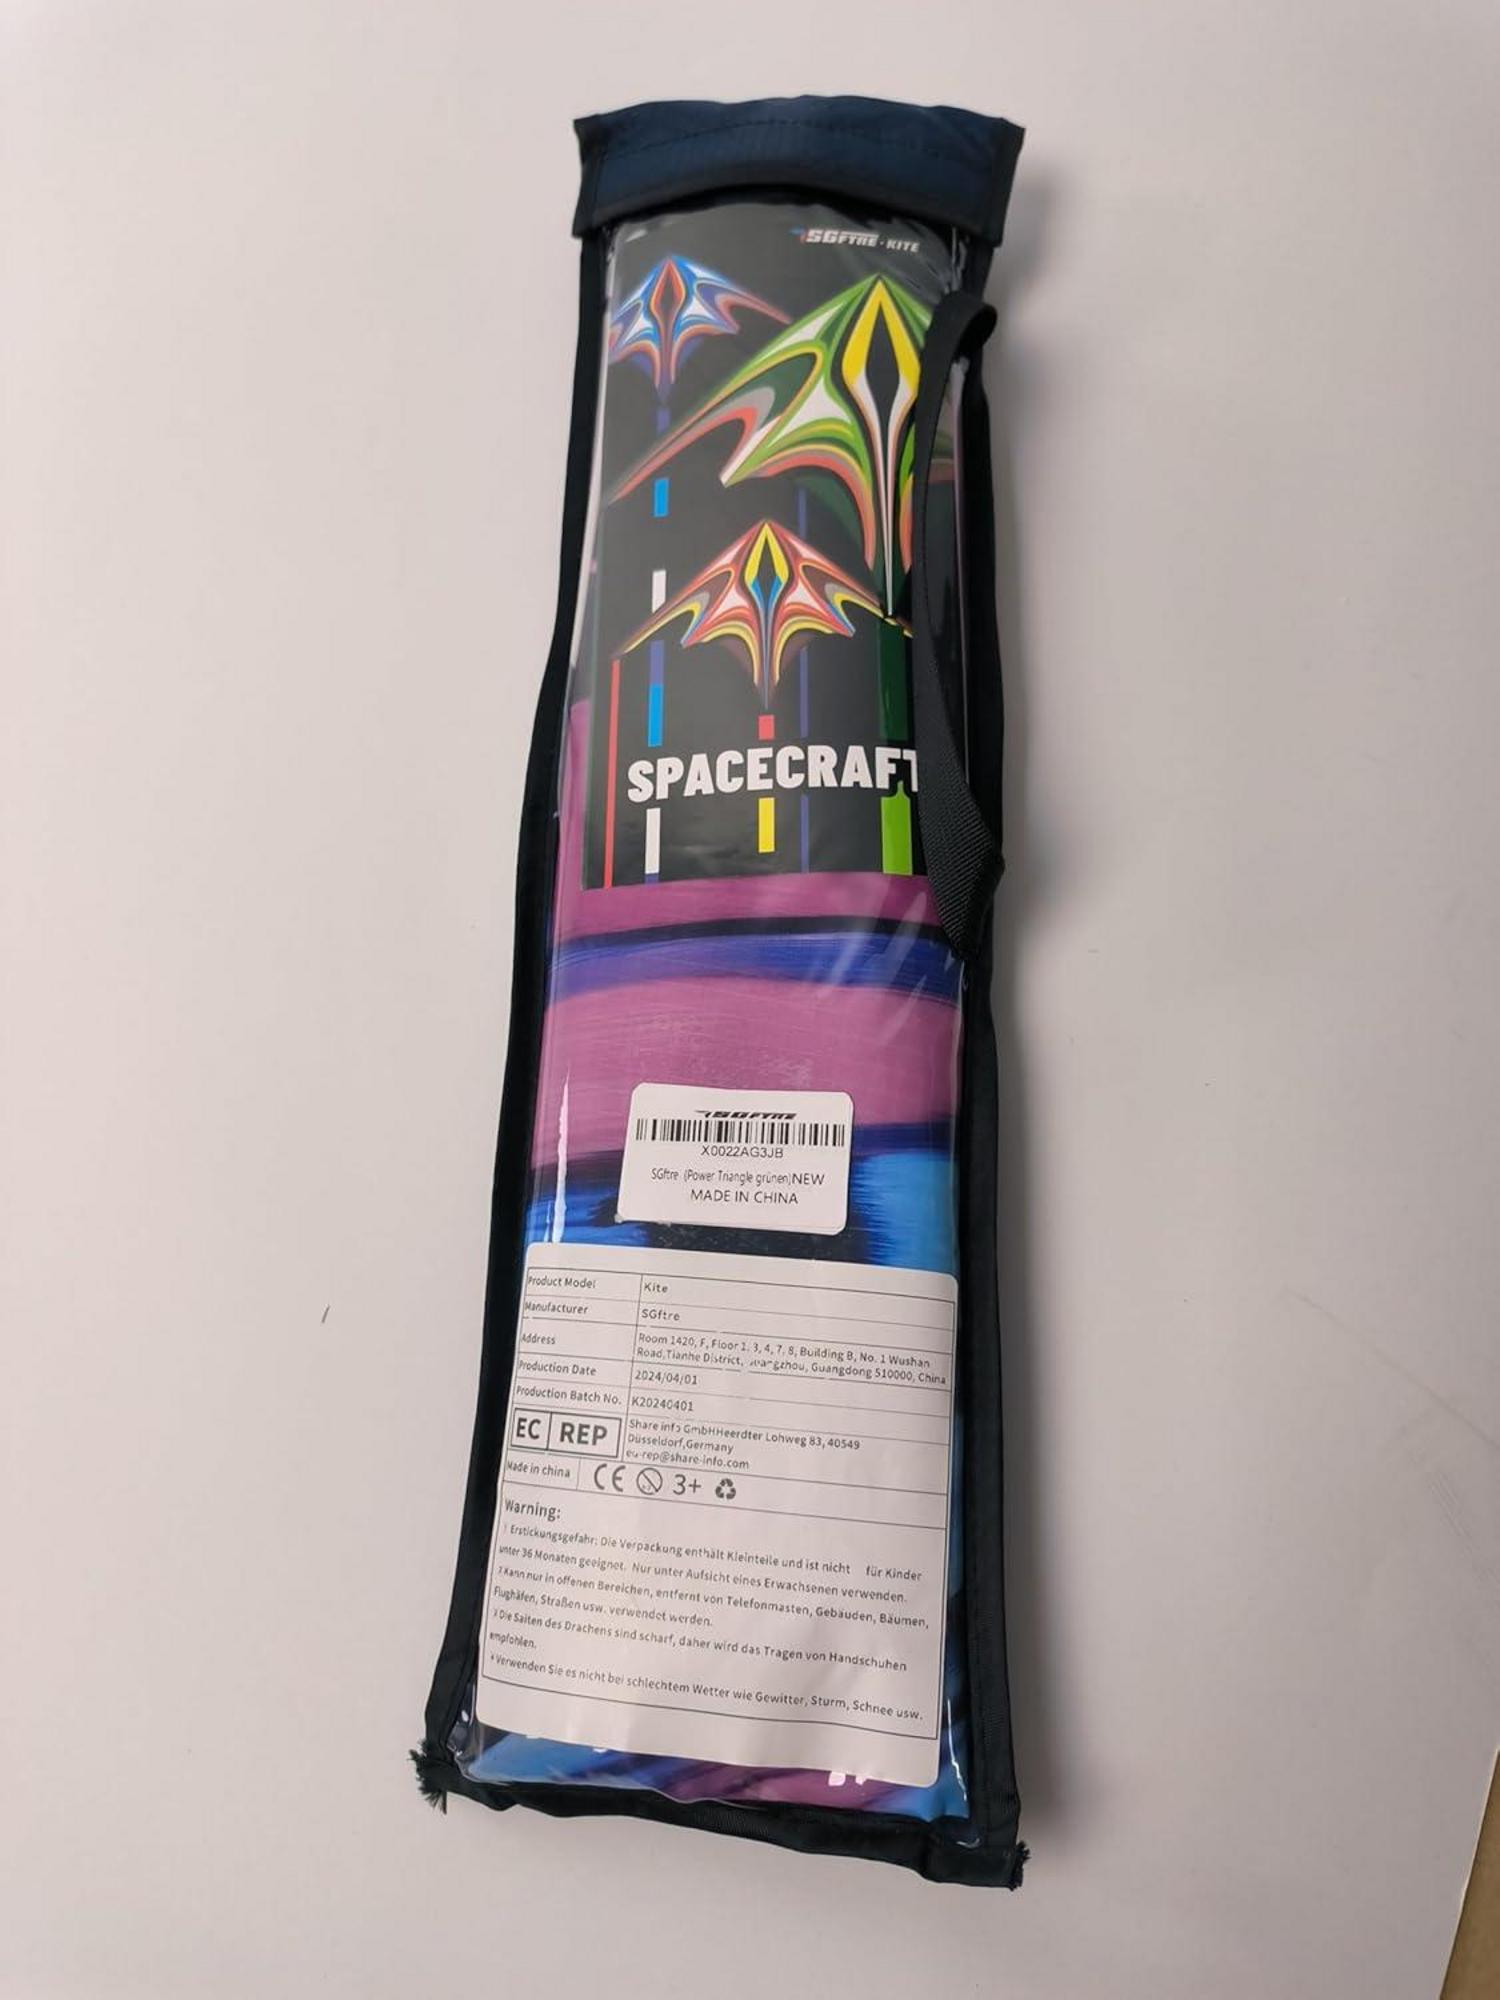 SGFTRE · KITE
SPACECRAFT
SGFTRE
X0022AG3JB
SGftre (Power Triangle grünen)NEW
MADE IN CHINA
Product Model Kite
Manufacturer SGftre
Address Room 1420, F, Floor 1, 3, 4, 7, 8, Building B, No. 1 Wushan
Road,Tianhe District, Guangzhou, Guangdong 510000, China
Production Date 2024/04/01
Production Batch No. K20240401
EC REP Share info GmbHHeerdter Lohweg 83, 40549
Düsseldorf,Germany
eu-rep@share-info.com
Made in china CE 3+
Warning:
Erstickungsgefahr: Die Verpackung enthält Kleinteile und ist nicht für Kinder
unter 36 Monaten geeignet. Nur unter Aufsicht eines Erwachsenen verwenden.
Kann nur in offenen Bereichen, entfernt von Telefonmasten, Gebäuden, Bäumen,
Flughäfen, Straßen usw. verwendet werden.
Die Saiten des Drachens sind scharf, daher wird das Tragen von Handschuhen
empfohlen.
Verwenden Sie es nicht bei schlechtem Wetter wie Gewitter, Sturm, Schnee usw.